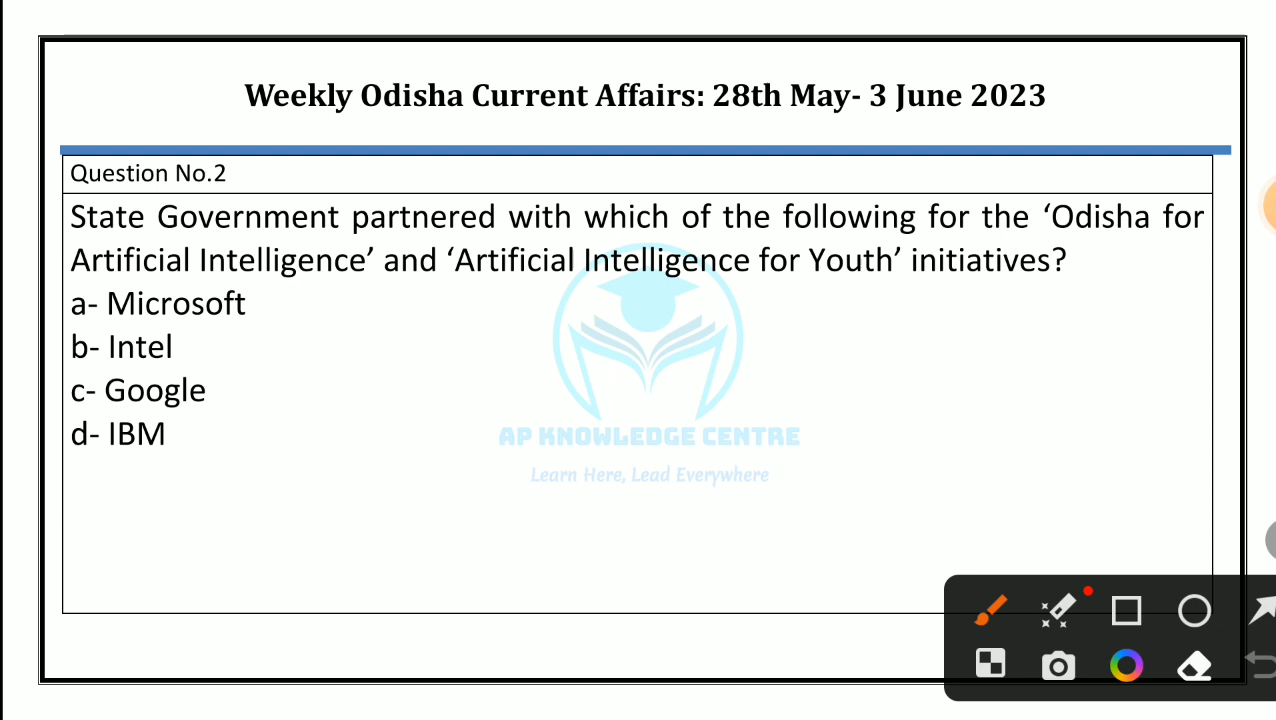 Weekly Odisha Current Affairs: 28th May- 3 June 2023
Question No.2
State Government partnered with which of the following for the ‘Odisha for
Artificial Intelligence’ and ‘Artificial Intelligence for Youth’ initiatives?
a- Microsoft
b- Intel
c- Google
d- IBM
AP KNOWLEDGE CENTRE
Learn Here, Lead Everywhere